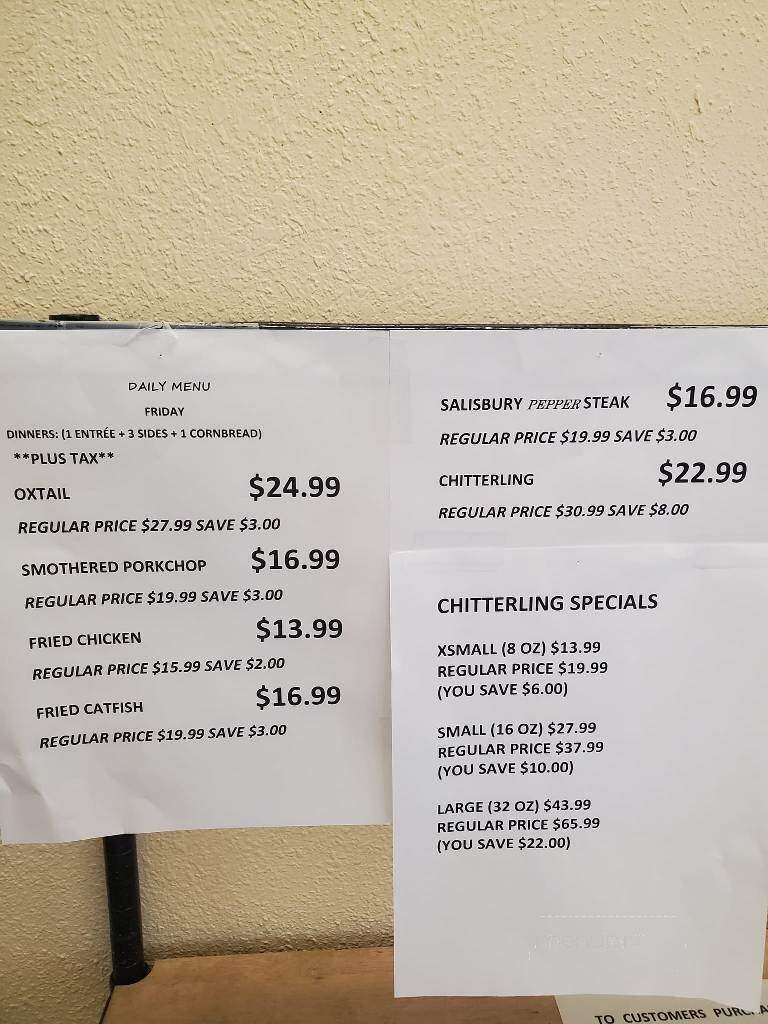 DAILY MENU
FRIDAY
DINNERS: (1 ENTRÉE + 3 SIDES + 1 CORNBREAD)
**PLUS TAX**
OXTAIL $24.99
REGULAR PRICE $27.99 SAVE $3.00
SMOTHERED PORKCHOP $16.99
REGULAR PRICE $19.99 SAVE $3.00
FRIED CHICKEN $13.99
REGULAR PRICE $15.99 SAVE $2.00
FRIED CATFISH $16.99
REGULAR PRICE $19.99 SAVE $3.00
SALISBURY PEPPER STEAK $16.99
REGULAR PRICE $19.99 SAVE $3.00
CHITTERLING $22.99
REGULAR PRICE $30.99 SAVE $8.00
CHITTERLING SPECIALS
XSMALL (8 OZ) $13.99
REGULAR PRICE $19.99
(YOU SAVE $6.00)
SMALL (16 OZ) $27.99
REGULAR PRICE $37.99
(YOU SAVE $10.00)
LARGE (32 OZ) $43.99
REGULAR PRICE $65.99
(YOU SAVE $22.00)
TO CUSTOMERS